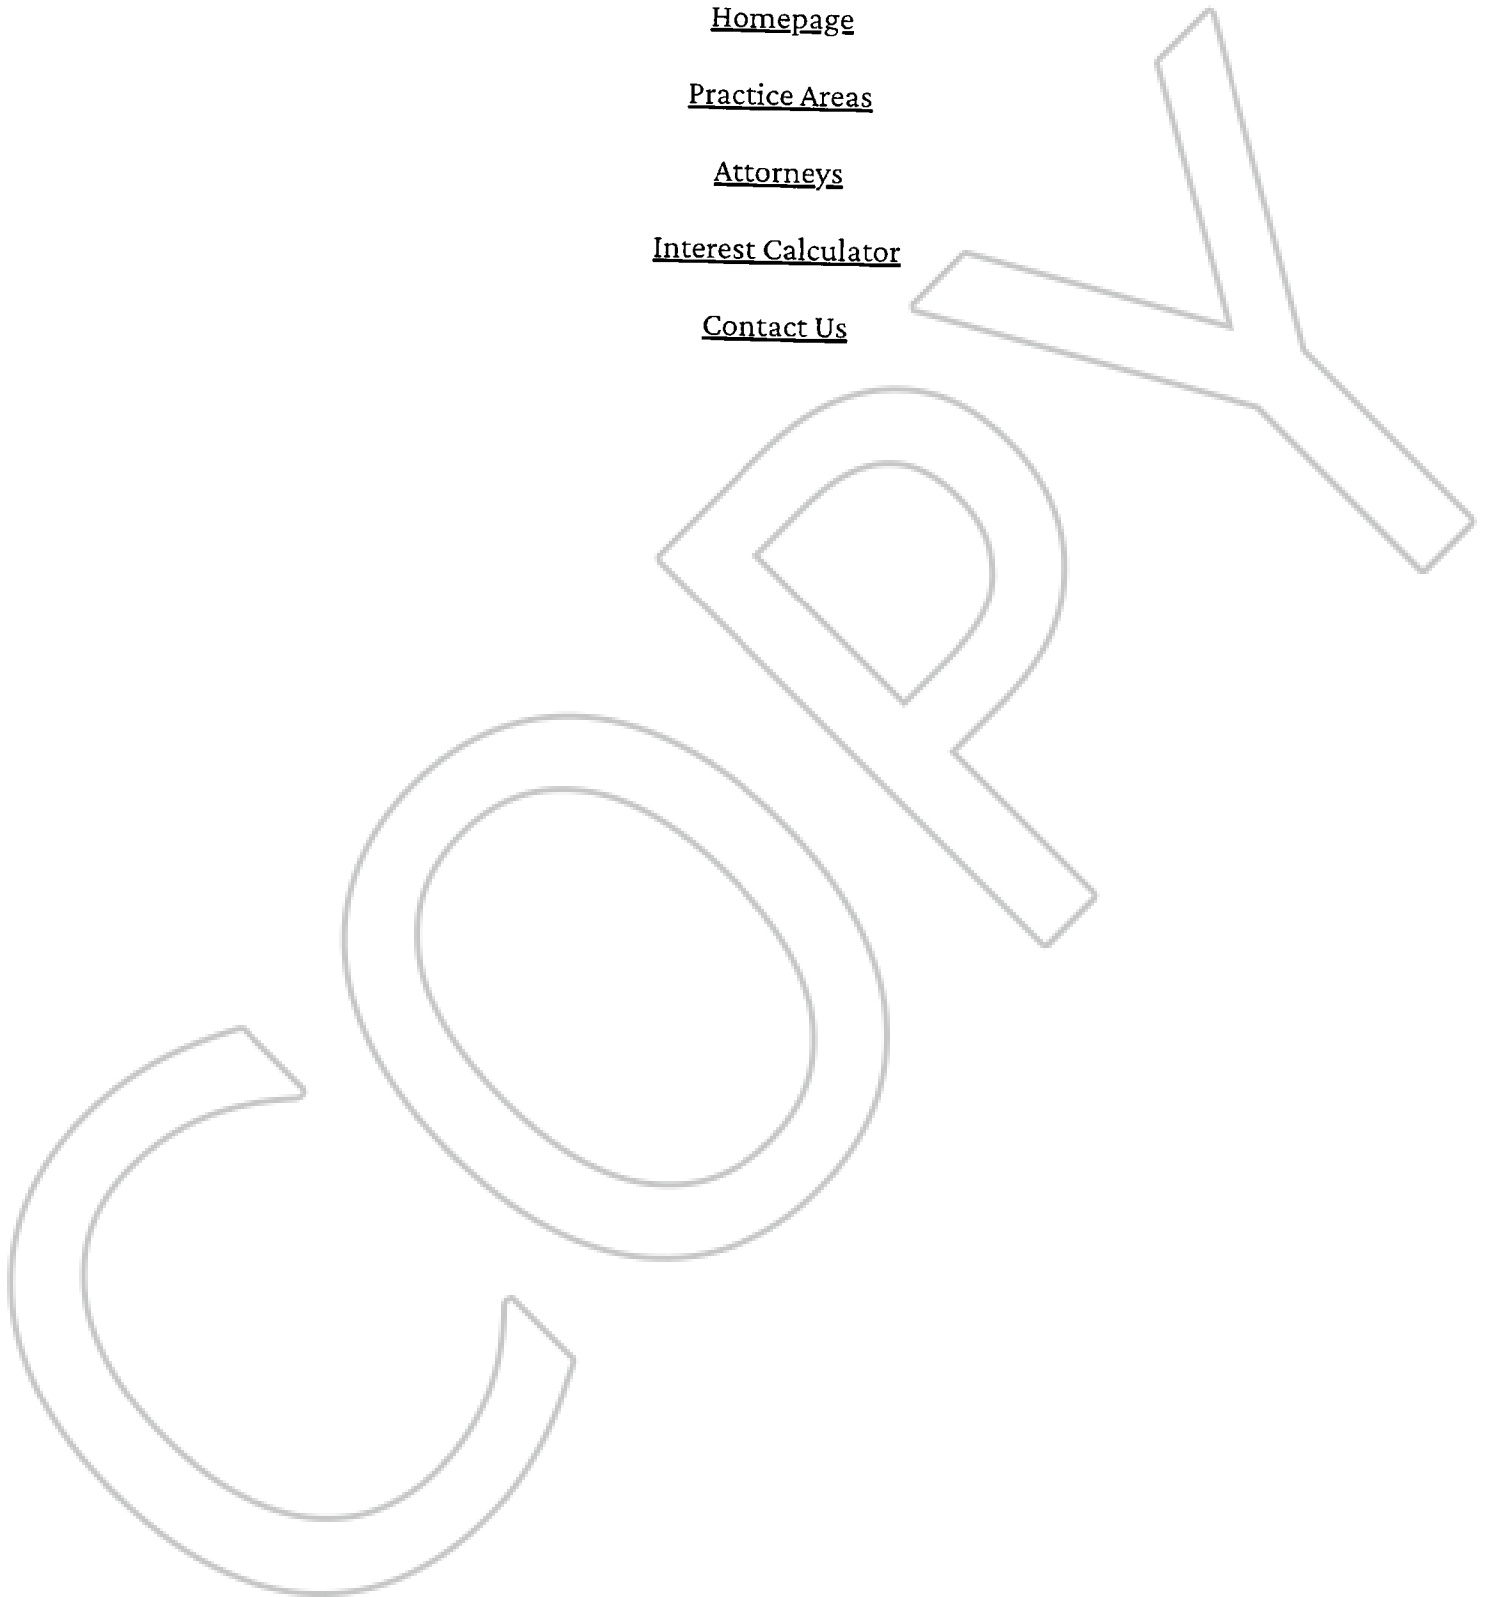 Homepage
Practice Areas
Attorneys
Interest Calculator
Contact Us
COPY